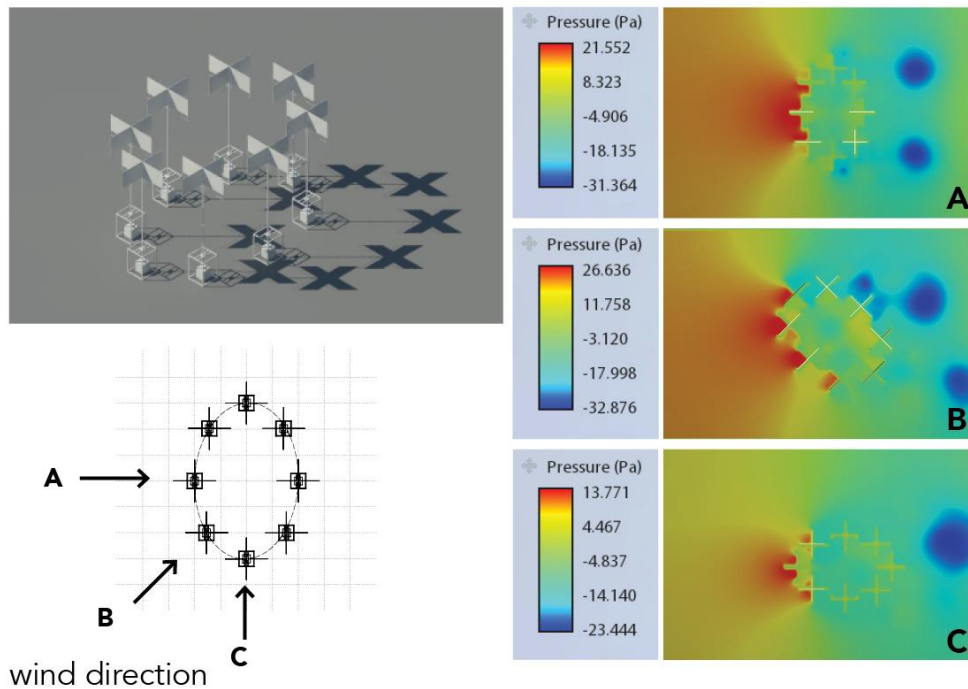 Pressure (Pa)
21.552
8.323
-4.906
-18.135
-31.364
A
Pressure (Pa)
26.636
11.758
-3.120
-17.998
-32.876
B
Pressure (Pa)
13.771
4.467
-4.837
-14.140
-23.444
C
A
B
C
wind direction